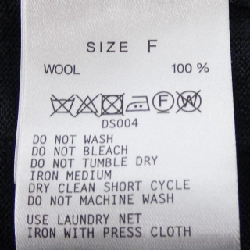 SIZE F
WOOL 100 %
DS004
DO NOT WASH
DO NOT BLEACH
DO NOT TUMBLE DRY
IRON MEDIUM
DRY CLEAN SHORT CYCLE
DO NOT MACHINE WASH
USE LAUNDRY NET
IRON WITH PRESS CLOTH